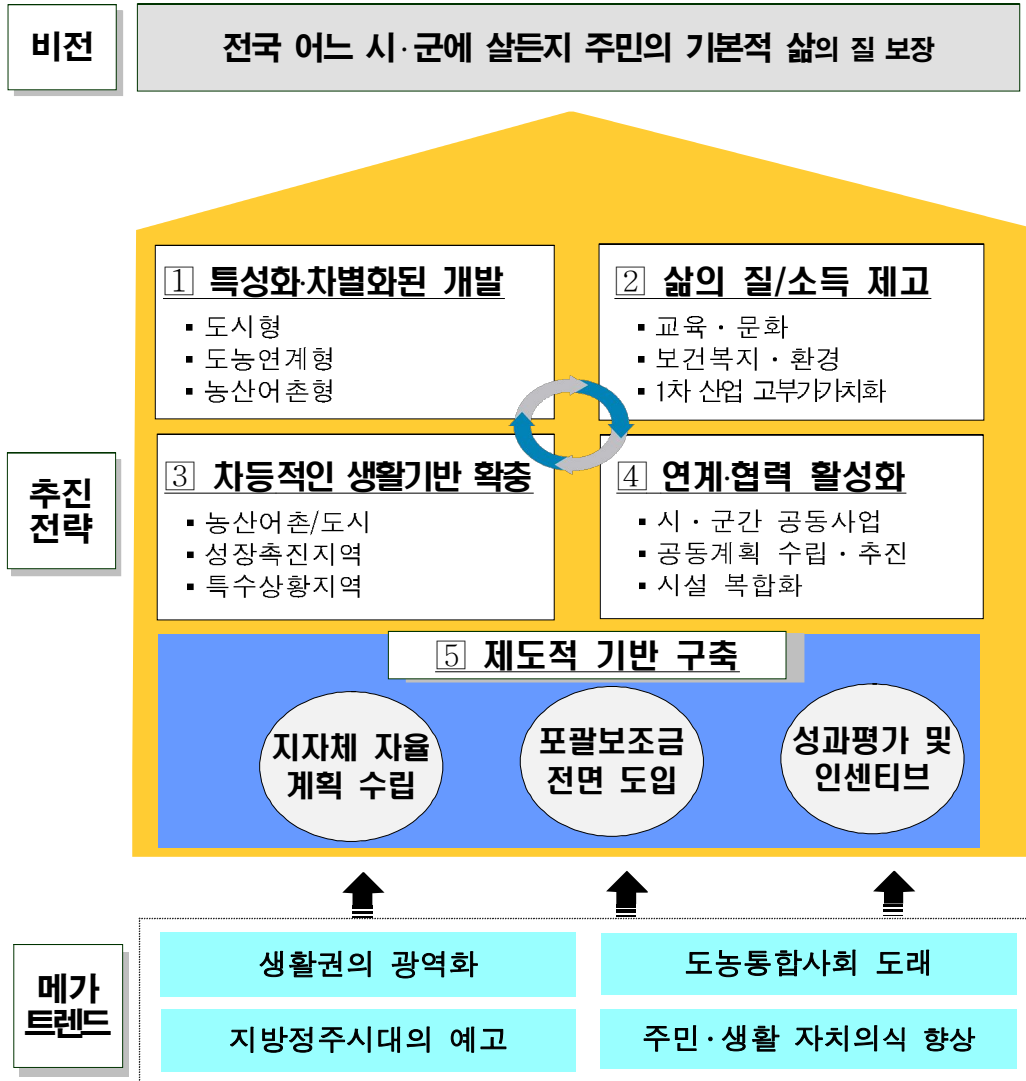 비전
전국 어느 시·군에 살든지 주민의 기본적 삶의 질 보장
추진
전략
1 특성화·차별화된 개발
▪ 도시형
▪ 도농연계형
▪ 농산어촌형
2 삶의 질/소득 제고
▪ 교육·문화
▪ 보건복지·환경
▪ 1차 산업 고부가가치화
3 차등적인 생활기반 확충
▪ 농산어촌/도시
▪ 성장촉진지역
▪ 특수상황지역
4 연계·협력 활성화
▪ 시·군간 공동사업
▪ 공동계획 수립·추진
▪ 시설 복합화
5 제도적 기반 구축
지자체 자율
계획 수립
포괄보조금
전면 도입
성과평가 및
인센티브
메가
트렌드
생활권의 광역화
도농통합사회 도래
지방정주시대의 예고
주민·생활 자치의식 향상